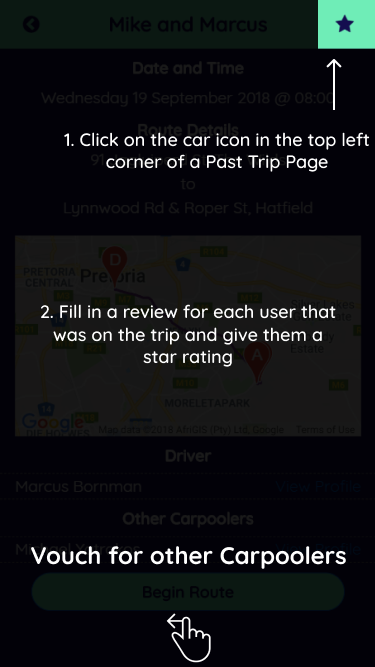 Mike and Marcus
Date and Time
Wednesday 19 September 2018 @ 08:00
Route Details
1. Click on the car icon in the top left
corner of a Past Trip Page
to
Lynnwood Rd & Roper St, Hatfield
PRETORIA
CENTRAL
Pretoria
D
2. Fill in a review for each user that
was on the trip and give them a
star rating
A
MORELETAPARK
Google
Map data ©2018 AfriGIS (Pty) Ltd, Google
Terms of Use
Driver
Marcus Bornman
View Profile
Other Carpoolers
Vouch for other Carpoolers
Begin Route